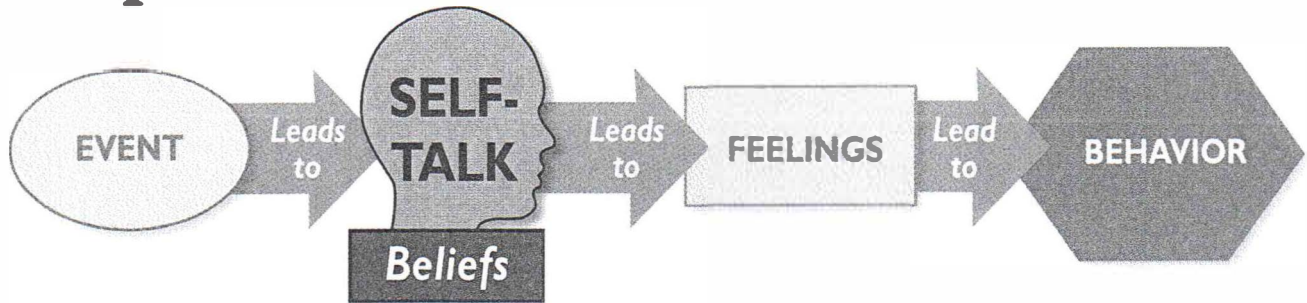 EVENT
Leads
to
SELF-
TALK
Beliefs
Leads
to
FEELINGS
Lead
to
BEHAVIOR